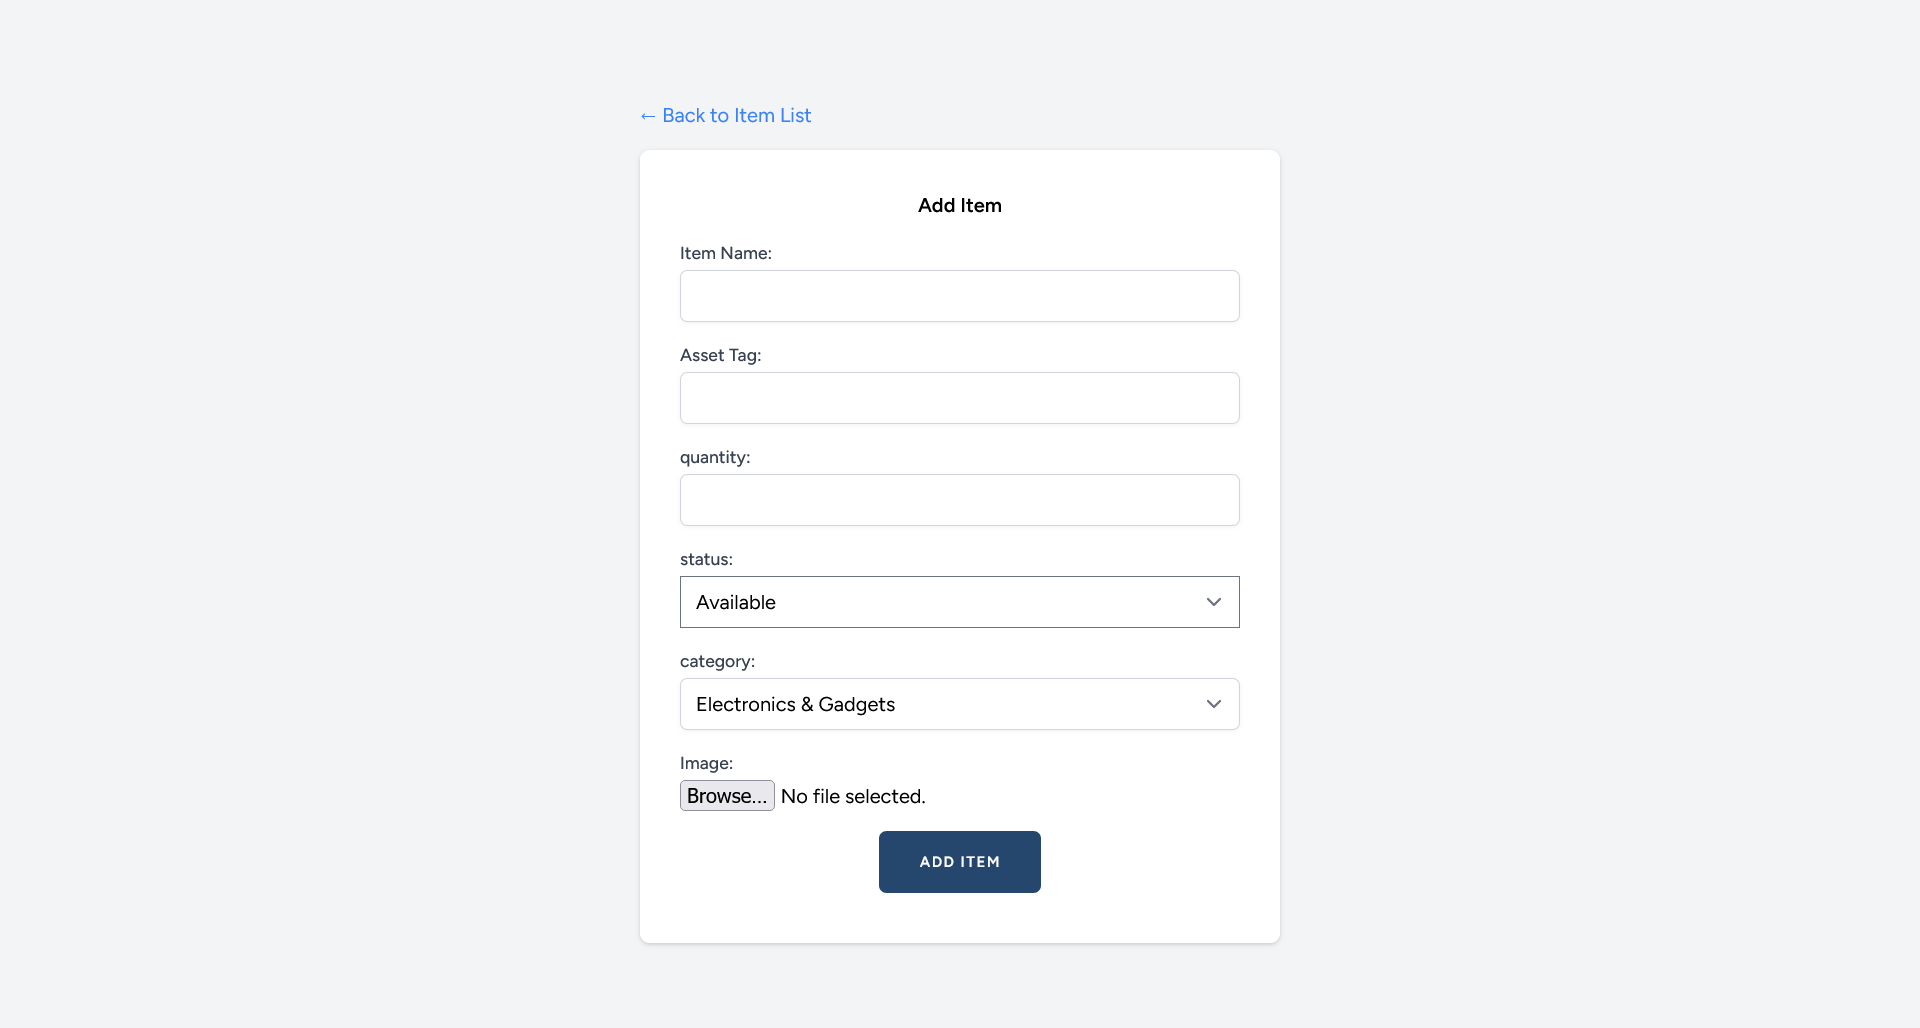 ← Back to Item List
Add Item
Item Name:
Asset Tag:
quantity:
status:
Available
category:
Electronics & Gadgets
Image:
Browse... No file selected.
ADD ITEM